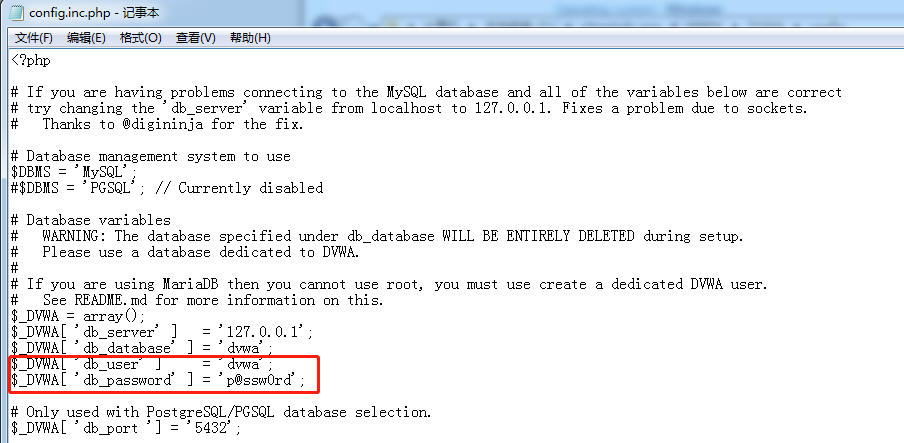 config.inc.php - 记事本
文件(F) 编辑(E) 格式(O) 查看(V) 帮助(H)
<?php
# If you are having problems connecting to the MySQL database and all of the variables below are correct
# try changing the 'db_server' variable from localhost to 127.0.0.1. Fixes a problem due to sockets.
#   Thanks to @digininja for the fix.
# Database management system to use
$DBMS = 'MySQL';
#$DBMS = 'PGSQL'; // Currently disabled
# Database variables
#   WARNING: The database specified under db_database WILL BE ENTIRELY DELETED during setup.
#   Please use a database dedicated to DVWA.
#
# If you are using MariaDB then you cannot use root, you must use create a dedicated DVWA user.
#   See README.md for more information on this.
$_DVWA = array();
$_DVWA[ 'db_server' ]   = '127.0.0.1';
$_DVWA[ 'db_database' ] = 'dvwa';
$_DVWA[ 'db_user' ]     = 'dvwa';
$_DVWA[ 'db_password' ] = 'p@ssw0rd';
# Only used with PostgreSQL/PGSQL database selection.
$_DVWA[ 'db_port '] = '5432';